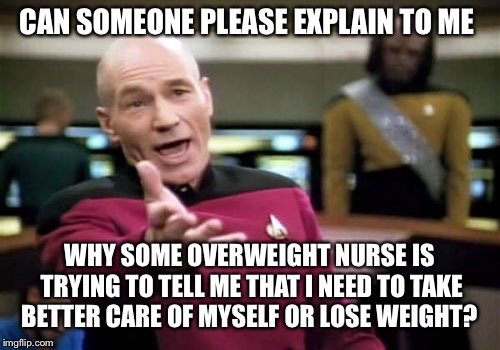 CAN SOMEONE PLEASE EXPLAIN TO ME
WHY SOME OVERWEIGHT NURSE IS
TRYING TO TELL ME THAT I NEED TO TAKE
BETTER CARE OF MYSELF OR LOSE WEIGHT?
imgflip.com